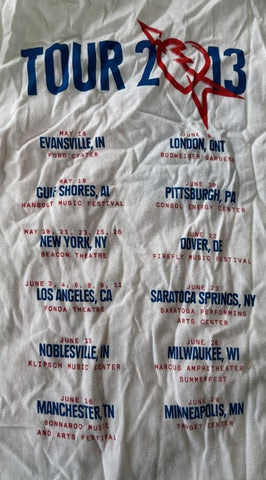 TOUR 2013
MAY 16
EVANSVILLE, IN
FORD CENTER
MAY 18
GULF SHORES, AL
HANGOUT MUSIC FESTIVAL
MAY 21, 23, 25, 26
NEW YORK, NY
BEACON THEATRE
JUNE 3, 4, 6, 8, 9, 11
LOS ANGELES, CA
FONDA THEATRE
JUNE 15
NOBLESVILLE, IN
KLIPSCH MUSIC CENTER
JUNE 16
MANCHESTER, TN
BONNAROO MUSIC
AND ARTS FESTIVAL
JUNE
LONDON, ONT
BUDWEISER GARDENS
JUNE 20
PITTSBURGH, PA
CONSOL ENERGY CENTER
JUNE 22
DOVER, DE
FIREFLY MUSIC FESTIVAL
JUNE 23
SARATOGA SPRINGS, NY
SARATOGA PERFORMING
ARTS CENTER
JUNE
MILWAUKEE, WI
MARCUS AMPHITHEATER
SUMMERFEST
JUNE 29
MINNEAPOLIS, MN
TARGET CENTER